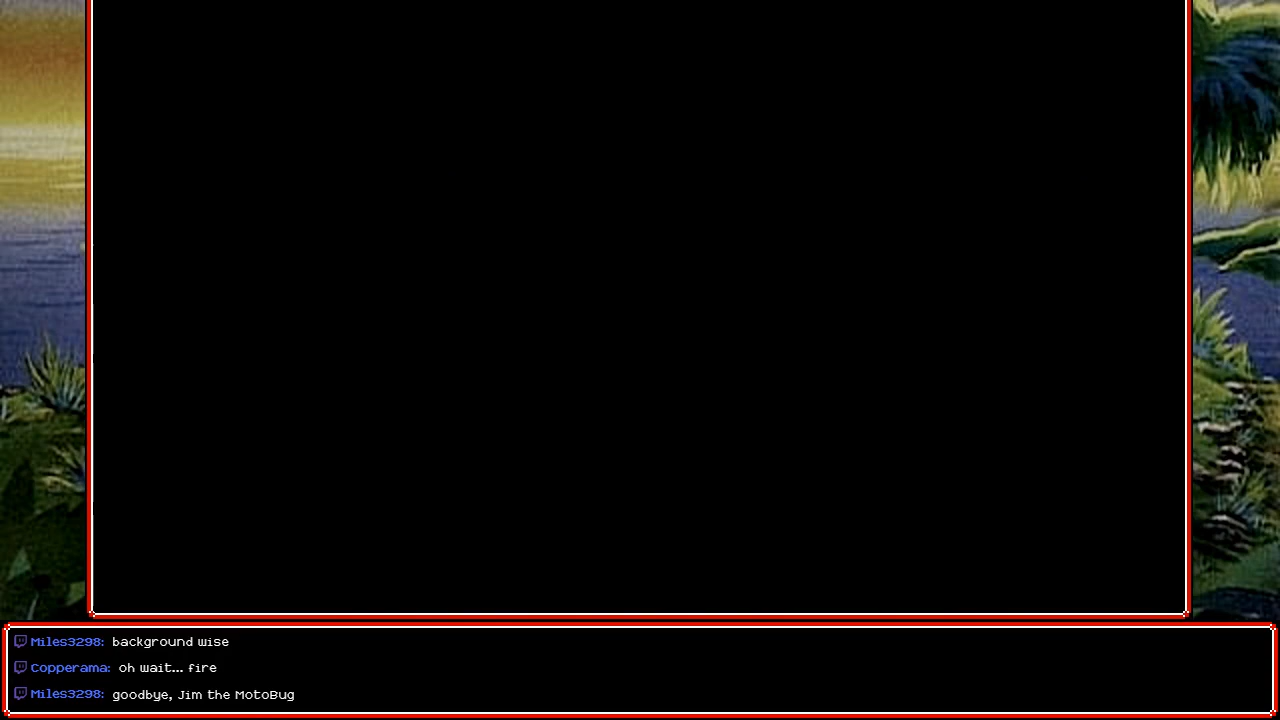 Miles3298: background wise
Copperama: oh wait... fire
Miles3298: goodbye, Jim the MotoBug